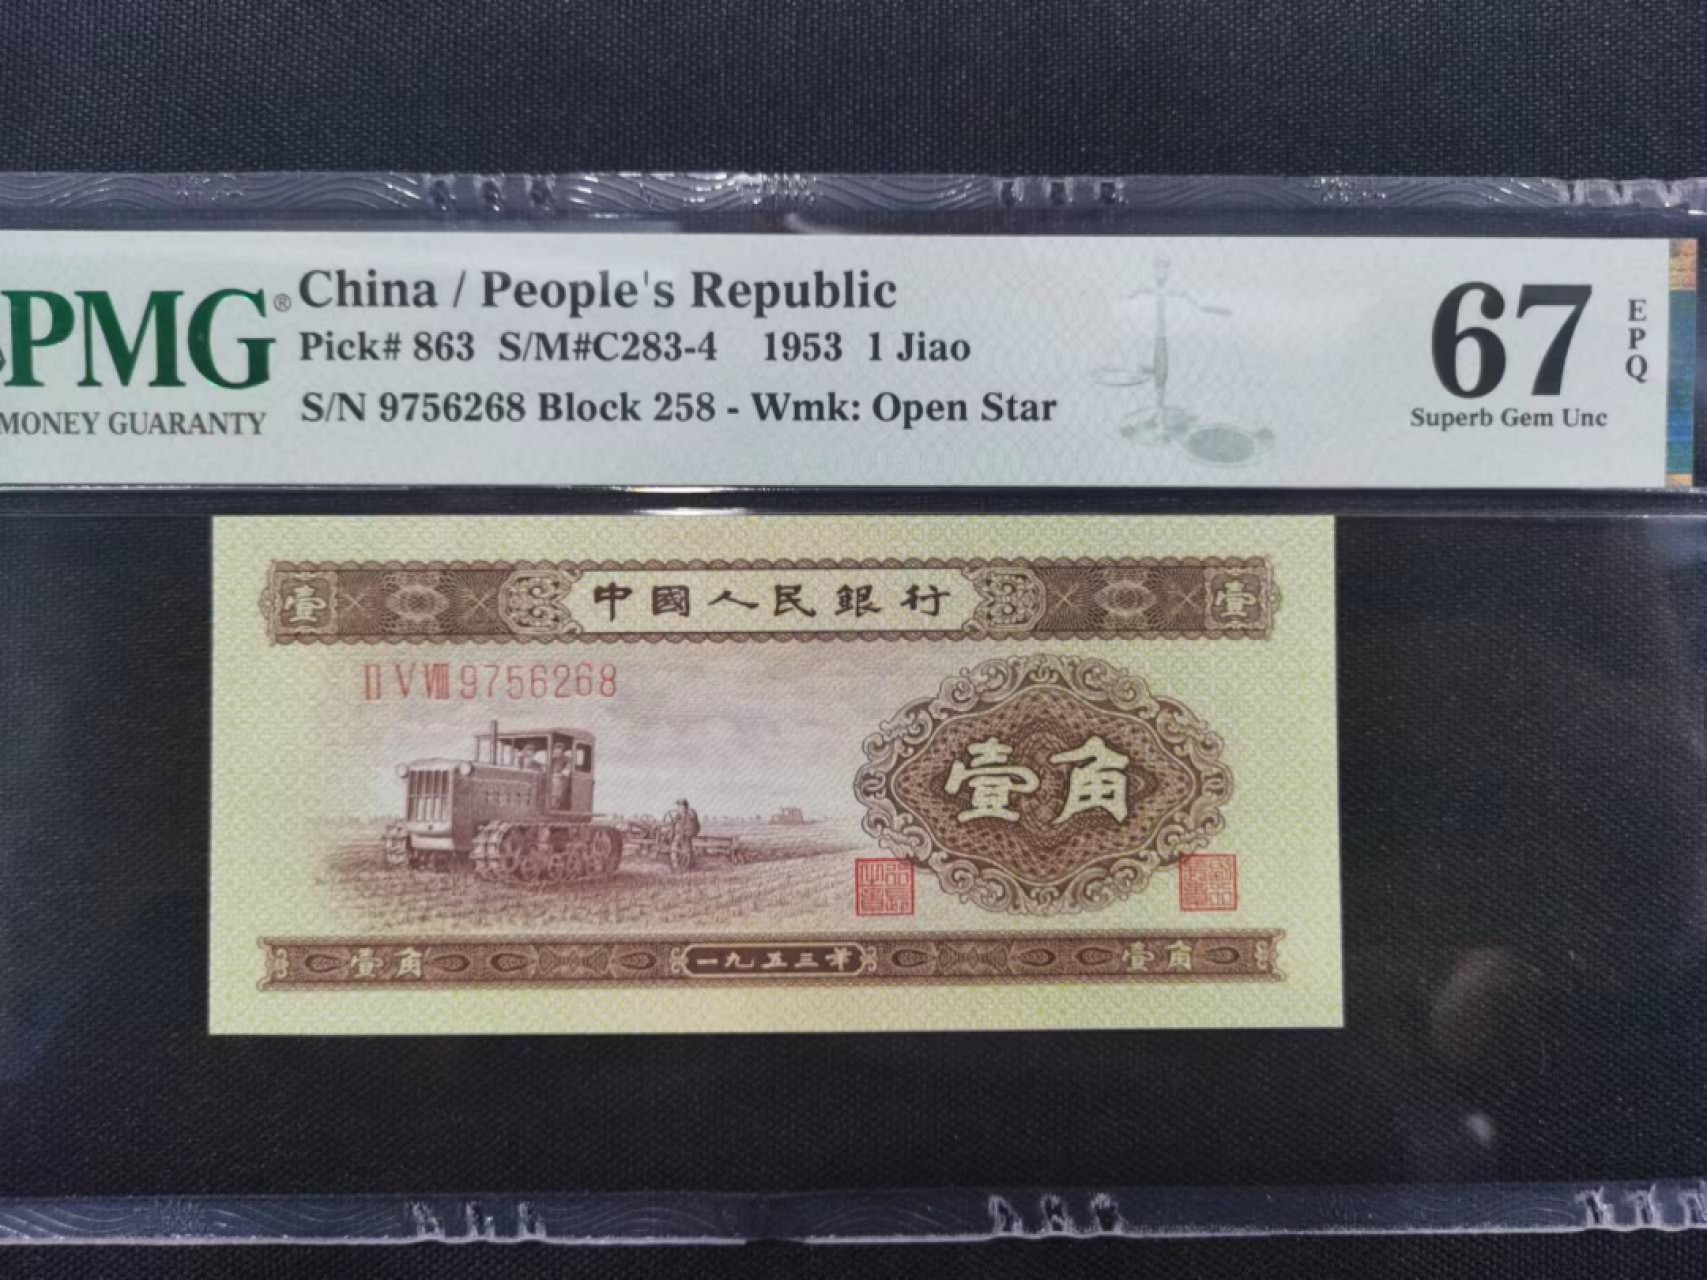 PMG®
MONEY GUARANTY
China / People's Republic
Pick# 863 S/M#C283-4 1953 1 Jiao
S/N 9756268 Block 258 - Wmk: Open Star
67
EPQ
Superb Gem Unc
壹 中國人民銀行 壹
II V VIII 9756268
壹角
壹角 一九五三年 壹角